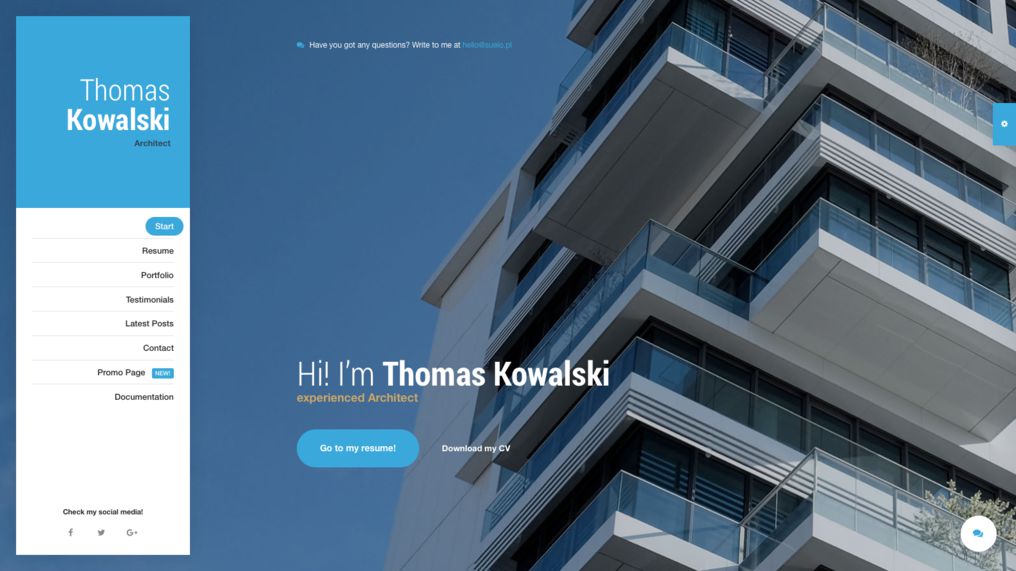 Thomas
Kowalski
Architect
Start
Resume
Portfolio
Testimonials
Latest Posts
Contact
Promo Page NEW!
Documentation
Check my social media!
Have you got any questions? Write to me at hello@sueio.pl
Hi! I'm Thomas Kowalski
experienced Architect
Go to my resume!
Download my CV